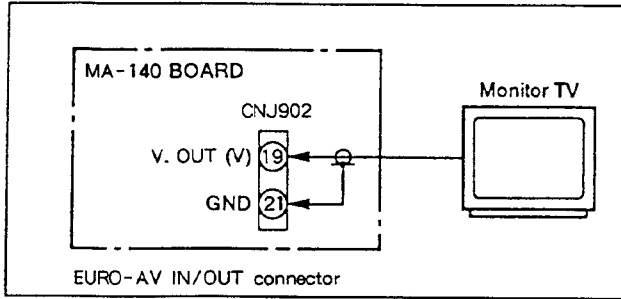 MA-140 BOARD
CNJ902
Monitor TV
V. OUT (V) 19
GND 21
EURO-AV IN/OUT connector